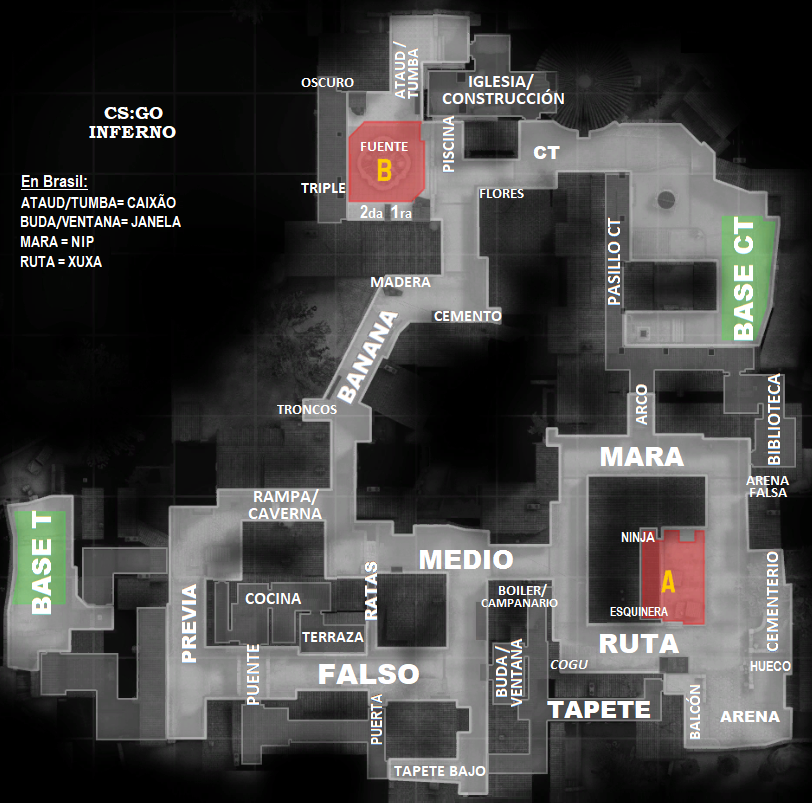 ATAUD/
TUMBA
OSCURO
IGLESIA/
CONSTRUCCIÓN
CS:GO
INFERNO
FUENTE
B
PISCINA
CT
En Brasil:
ATAUD/TUMBA= CAIXÃO
BUDA/VENTANA= JANELA
MARA = NIP
RUTA = XUXA
TRIPLE
FLORES
2da 1ra
PASILLO CT
BASE CT
MADERA
CEMENTO
BANANA
TRONCOS
ARCO
BIBLIOTECA
MARA
ARENA
FALSA
RAMPA/
CAVERNA
BASE T
MEDIO
NINJA
A
ESQUINERA
CEMENTERIO
RATAS
BOILER/
CAMPANARIO
COCINA
PREVIA
TERRAZA
RUTA
COGU
HUECO
PUENTE
FALSO
BUDA/
VENTANA
TAPETE
BALCÓN
ARENA
PUERTA
TAPETE BAJO